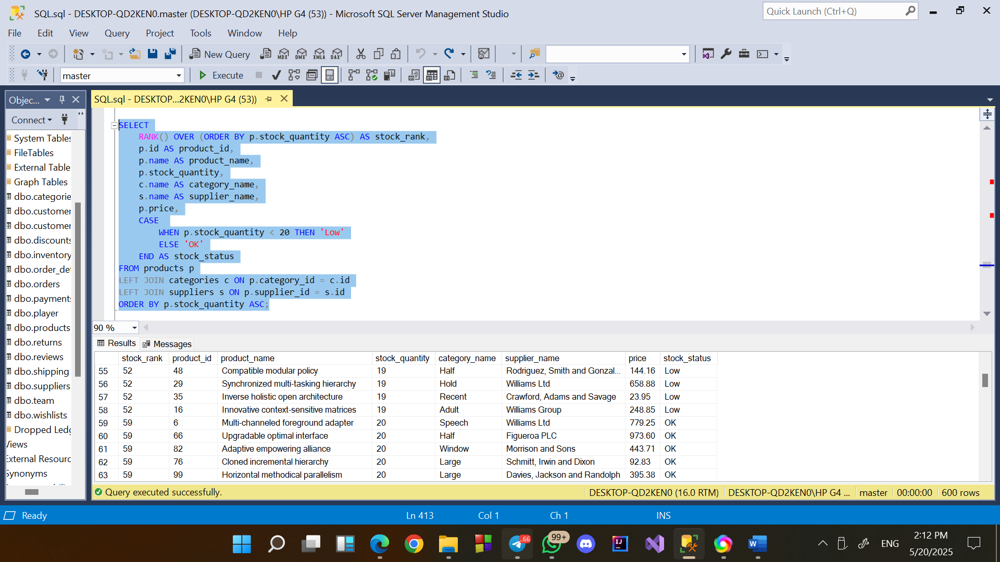 SQL.sql - DESKTOP-QD2KEN0.master (DESKTOP-QD2KEN0\HP G4 (53)) - Microsoft SQL Server Management Studio
Quick Launch (Ctrl+Q)
File Edit View Query Project Tools Window Help
New Query MDX DMX XMLA DAX
master Execute
Objec...
SQL.sql - DESKTOP...2KEN0\HP G4 (53))
Connect
System Tables
FileTables
External Table
Graph Tables
dbo.categorie
dbo.customer
dbo.customer
dbo.discounts
dbo.inventory
dbo.order_det
dbo.orders
dbo.payments
dbo.player
dbo.products
dbo.returns
dbo.reviews
dbo.shipping
dbo.suppliers
dbo.team
dbo.wishlists
Dropped Ledg
Views
External Resourc
Synonyms
SELECT
RANK() OVER (ORDER BY p.stock_quantity ASC) AS stock_rank,
p.id AS product_id,
p.name AS product_name,
p.stock_quantity,
c.name AS category_name,
s.name AS supplier_name,
p.price,
CASE
WHEN p.stock_quantity < 20 THEN 'Low'
ELSE 'OK'
END AS stock_status
FROM products p
LEFT JOIN categories c ON p.category_id = c.id
LEFT JOIN suppliers s ON p.supplier_id = s.id
ORDER BY p.stock_quantity ASC;
90 %
Results Messages
stock_rank product_id product_name stock_quantity category_name supplier_name price stock_status
55 52 48 Compatible modular policy 19 Half Rodriguez, Smith and Gonzal... 144.16 Low
56 52 29 Synchronized multi-tasking hierarchy 19 Hold Williams Ltd 658.88 Low
57 52 35 Inverse holistic open architecture 19 Recent Crawford, Adams and Savage 23.95 Low
58 52 16 Innovative context-sensitive matrices 19 Adult Williams Group 248.85 Low
59 59 6 Multi-channeled foreground adapter 20 Speech Williams Ltd 779.25 OK
60 59 66 Upgradable optimal interface 20 Half Figueroa PLC 973.60 OK
61 59 82 Adaptive empowering alliance 20 Window Morrison and Sons 443.71 OK
62 59 76 Cloned incremental hierarchy 20 Large Schmitt, Irwin and Dixon 92.83 OK
63 59 99 Horizontal methodical parallelism 20 Large Davies, Jackson and Randolph 395.38 OK
Query executed successfully. DESKTOP-QD2KEN0 (16.0 RTM) DESKTOP-QD2KEN0\HP G4 ... master 00:00:00 600 rows
Ready Ln 413 Col 1 Ch 1 INS
..66 99+ IJ W ENG
2:12 PM
5/20/2025